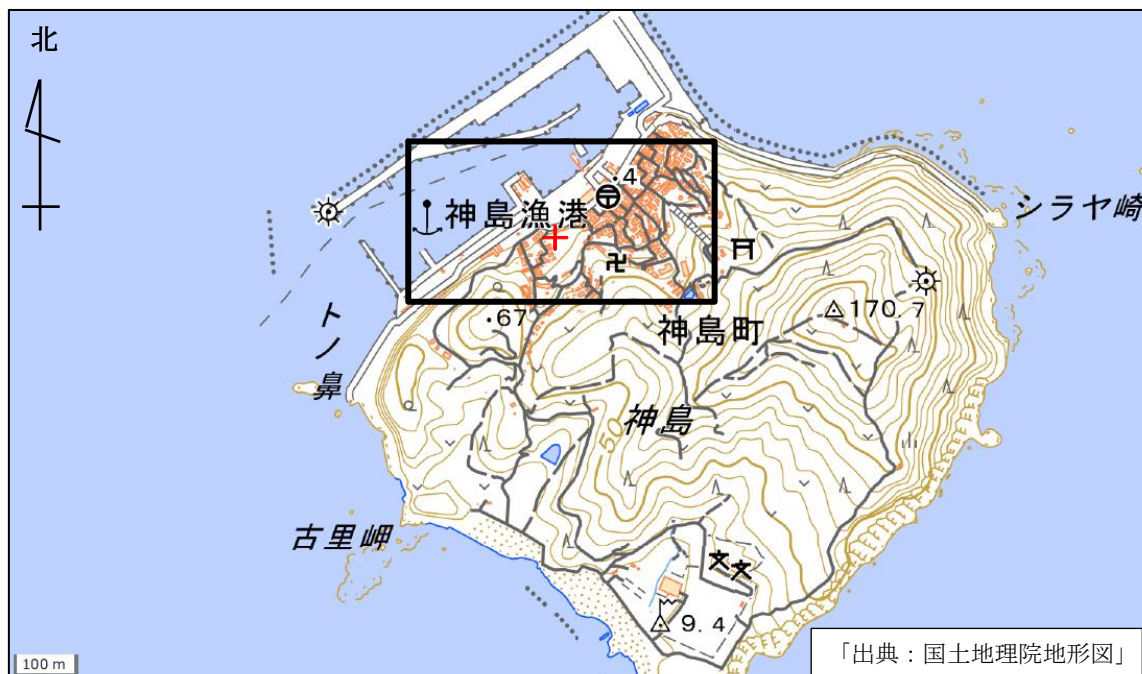 北
・4
神島漁港
シラヤ崎
・67
170.7
トノ鼻
神島町
神島
50
古里岬
文文
9.4
100 m
「出典：国土地理院地形図」